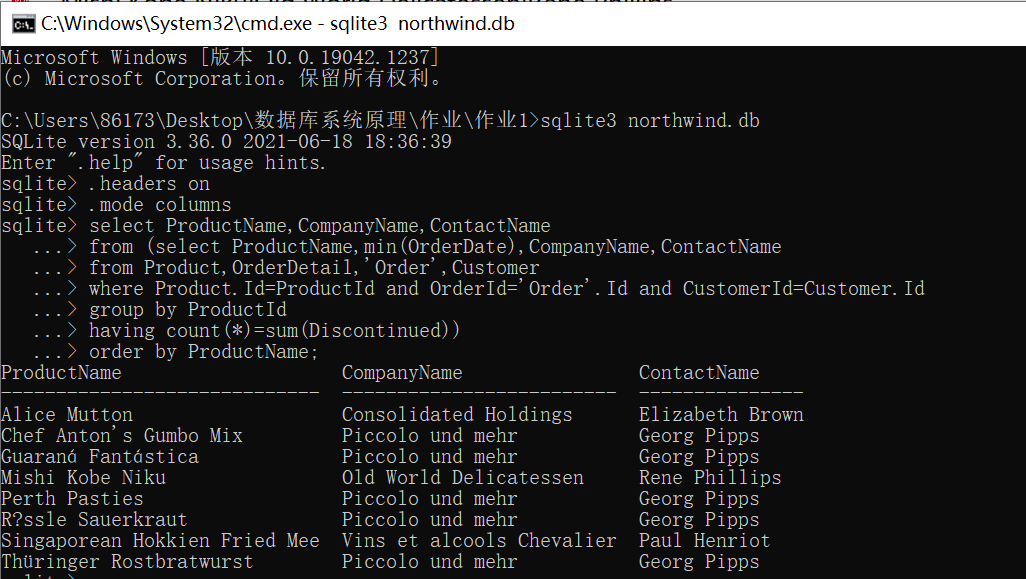 C:\Windows\System32\cmd.exe - sqlite3 northwind.db
Microsoft Windows [版本 10.0.19042.1237]
(c) Microsoft Corporation。保留所有权利。
C:\Users\86173\Desktop\数据库系统原理\作业\作业1>sqlite3 northwind.db
SQLite version 3.36.0 2021-06-18 18:36:39
Enter ".help" for usage hints.
sqlite> .headers on
sqlite> .mode columns
sqlite> select ProductName,CompanyName,ContactName
   ...> from (select ProductName,min(OrderDate),CompanyName,ContactName
   ...> from Product,OrderDetail,'Order',Customer
   ...> where Product.Id=ProductId and OrderId='Order'.Id and CustomerId=Customer.Id
   ...> group by ProductId
   ...> having count(*)=sum(Discontinued))
   ...> order by ProductName;
ProductName                    CompanyName                ContactName
-----------------------------  -------------------------  ---------------
Alice Mutton                   Consolidated Holdings      Elizabeth Brown
Chef Anton's Gumbo Mix         Piccolo und mehr           Georg Pipps
Guaraná Fantástica             Piccolo und mehr           Georg Pipps
Mishi Kobe Niku                Old World Delicatessen     Rene Phillips
Perth Pasties                  Piccolo und mehr           Georg Pipps
R?ssle Sauerkraut              Piccolo und mehr           Georg Pipps
Singaporean Hokkien Fried Mee  Vins et alcools Chevalier  Paul Henriot
Thüringer Rostbratwurst        Piccolo und mehr           Georg Pipps